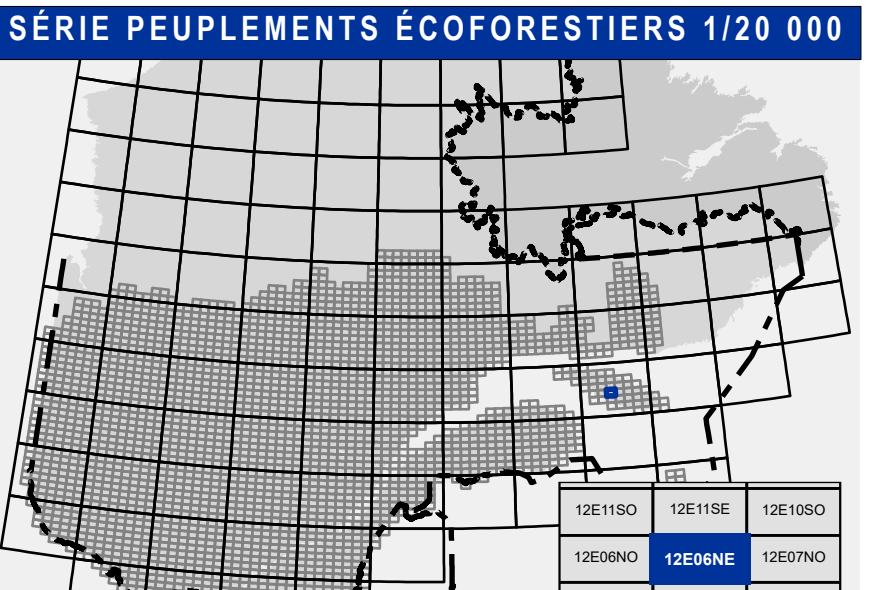 SÉRIE PEUPLEMENTS ÉCOFORESTIERS 1/20 000
12E11SO 12E11SE 12E10SO
12E06NO 12E06NE 12E07NO